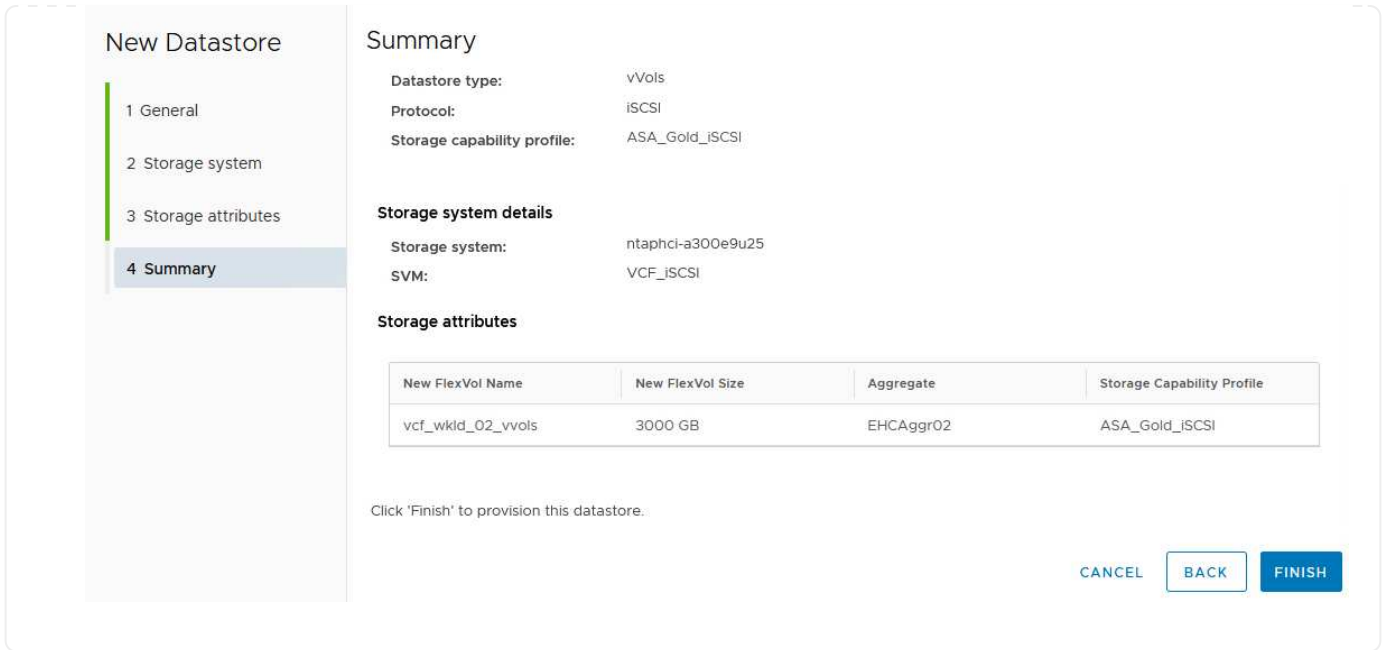 New Datastore
1 General
2 Storage system
3 Storage attributes
4 Summary
Summary
Datastore type: vVols
Protocol: iSCSI
Storage capability profile: ASA_Gold_iSCSI
Storage system details
Storage system: ntaphci-a300e9u25
SVM: VCF_iSCSI
Storage attributes
New FlexVol Name New FlexVol Size Aggregate Storage Capability Profile
vcf_wkld_02_vvols 3000 GB EHCAggr02 ASA_Gold_iSCSI
Click 'Finish' to provision this datastore.
CANCEL BACK FINISH